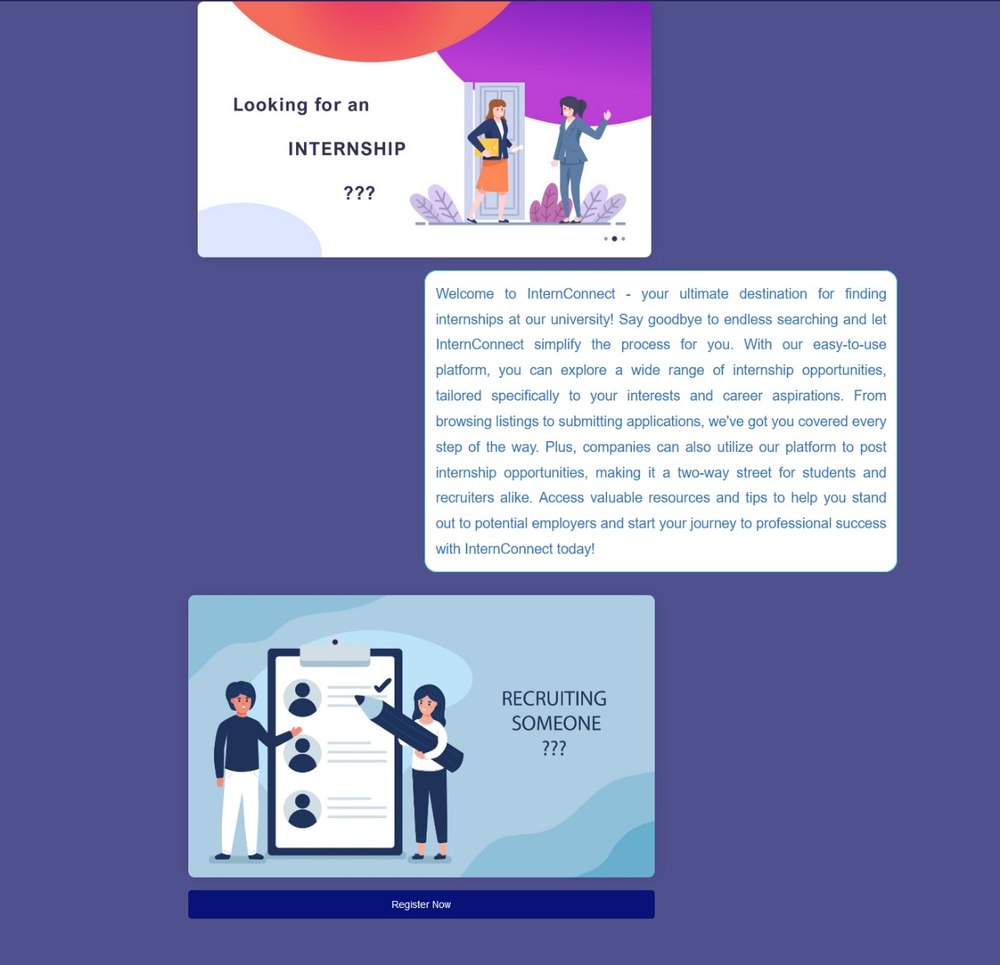 Looking for an
INTERNSHIP
???
Welcome to InternConnect - your ultimate destination for finding
internships at our university! Say goodbye to endless searching and let
InternConnect simplify the process for you. With our easy-to-use
platform, you can explore a wide range of internship opportunities,
tailored specifically to your interests and career aspirations. From
browsing listings to submitting applications, we've got you covered every
step of the way. Plus, companies can also utilize our platform to post
internship opportunities, making it a two-way street for students and
recruiters alike. Access valuable resources and tips to help you stand
out to potential employers and start your journey to professional success
with InternConnect today!
RECRUITING
SOMEONE
???
Register Now